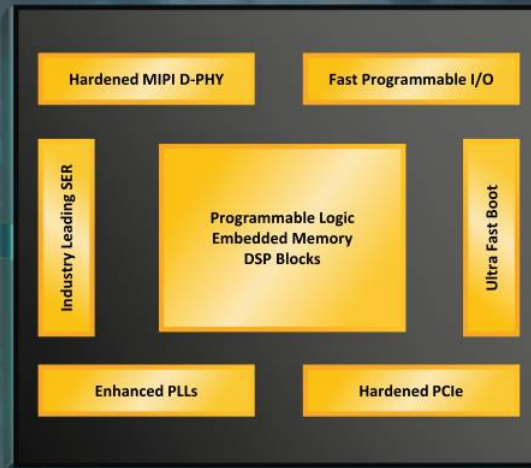 Hardened MIPI D-PHY
Fast Programmable I/O
Industry Leading SER
Programmable Logic
Embedded Memory
DSP Blocks
Ultra Fast Boot
Enhanced PLLs
Hardened PCIe